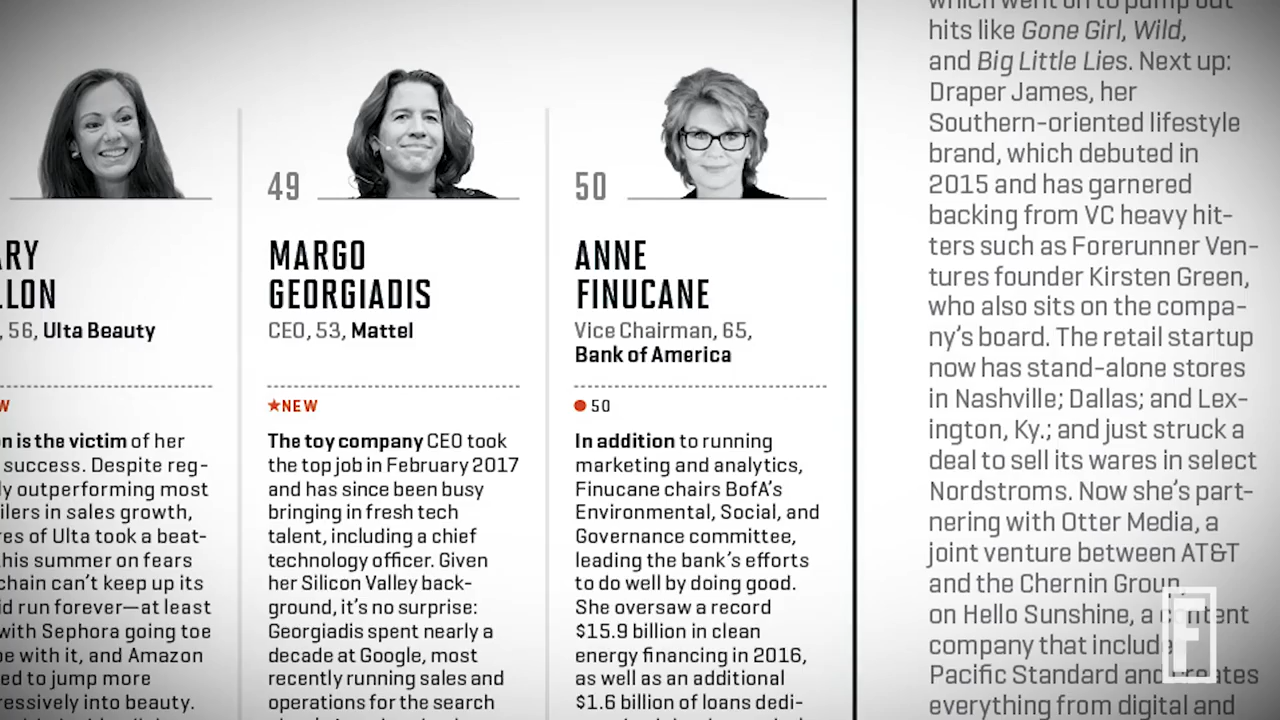 ARY
LLON
, 56, Ulta Beauty
W
n is the victim of her
success. Despite reg-
ly outperforming most
ilers in sales growth,
res of Ulta took a beat-
his summer on fears
chain can't keep up its
id run forever—at least
with Sephora going toe
oe with it, and Amazon
ed to jump more
ressively into beauty.
49
MARGO
GEORGIADIS
CEO, 53, Mattel
★NEW
The toy company CEO took
the top job in February 2017
and has since been busy
bringing in fresh tech
talent, including a chief
technology officer. Given
her Silicon Valley back-
ground, it's no surprise:
Georgiadis spent nearly a
decade at Google, most
recently running sales and
operations for the search
50
ANNE
FINUCANE
Vice Chairman, 65,
Bank of America
● 50
In addition to running
marketing and analytics,
Finucane chairs BofA's
Environmental, Social, and
Governance committee,
leading the bank's efforts
to do well by doing good.
She oversaw a record
$15.9 billion in clean
energy financing in 2016,
as well as an additional
$1.6 billion of loans dedi-
which went on to pump out
hits like Gone Girl, Wild,
and Big Little Lies. Next up:
Draper James, her
Southern-oriented lifestyle
brand, which debuted in
2015 and has garnered
backing from VC heavy hit-
ters such as Forerunner Ven-
tures founder Kirsten Green,
who also sits on the compa-
ny's board. The retail startup
now has stand-alone stores
in Nashville; Dallas; and Lex-
ington, Ky.; and just struck a
deal to sell its wares in select
Nordstroms. Now she's part-
nering with Otter Media, a
joint venture between AT&T
and the Chernin Group,
on Hello Sunshine, a content
company that includes
Pacific Standard and creates
everything from digital and
F